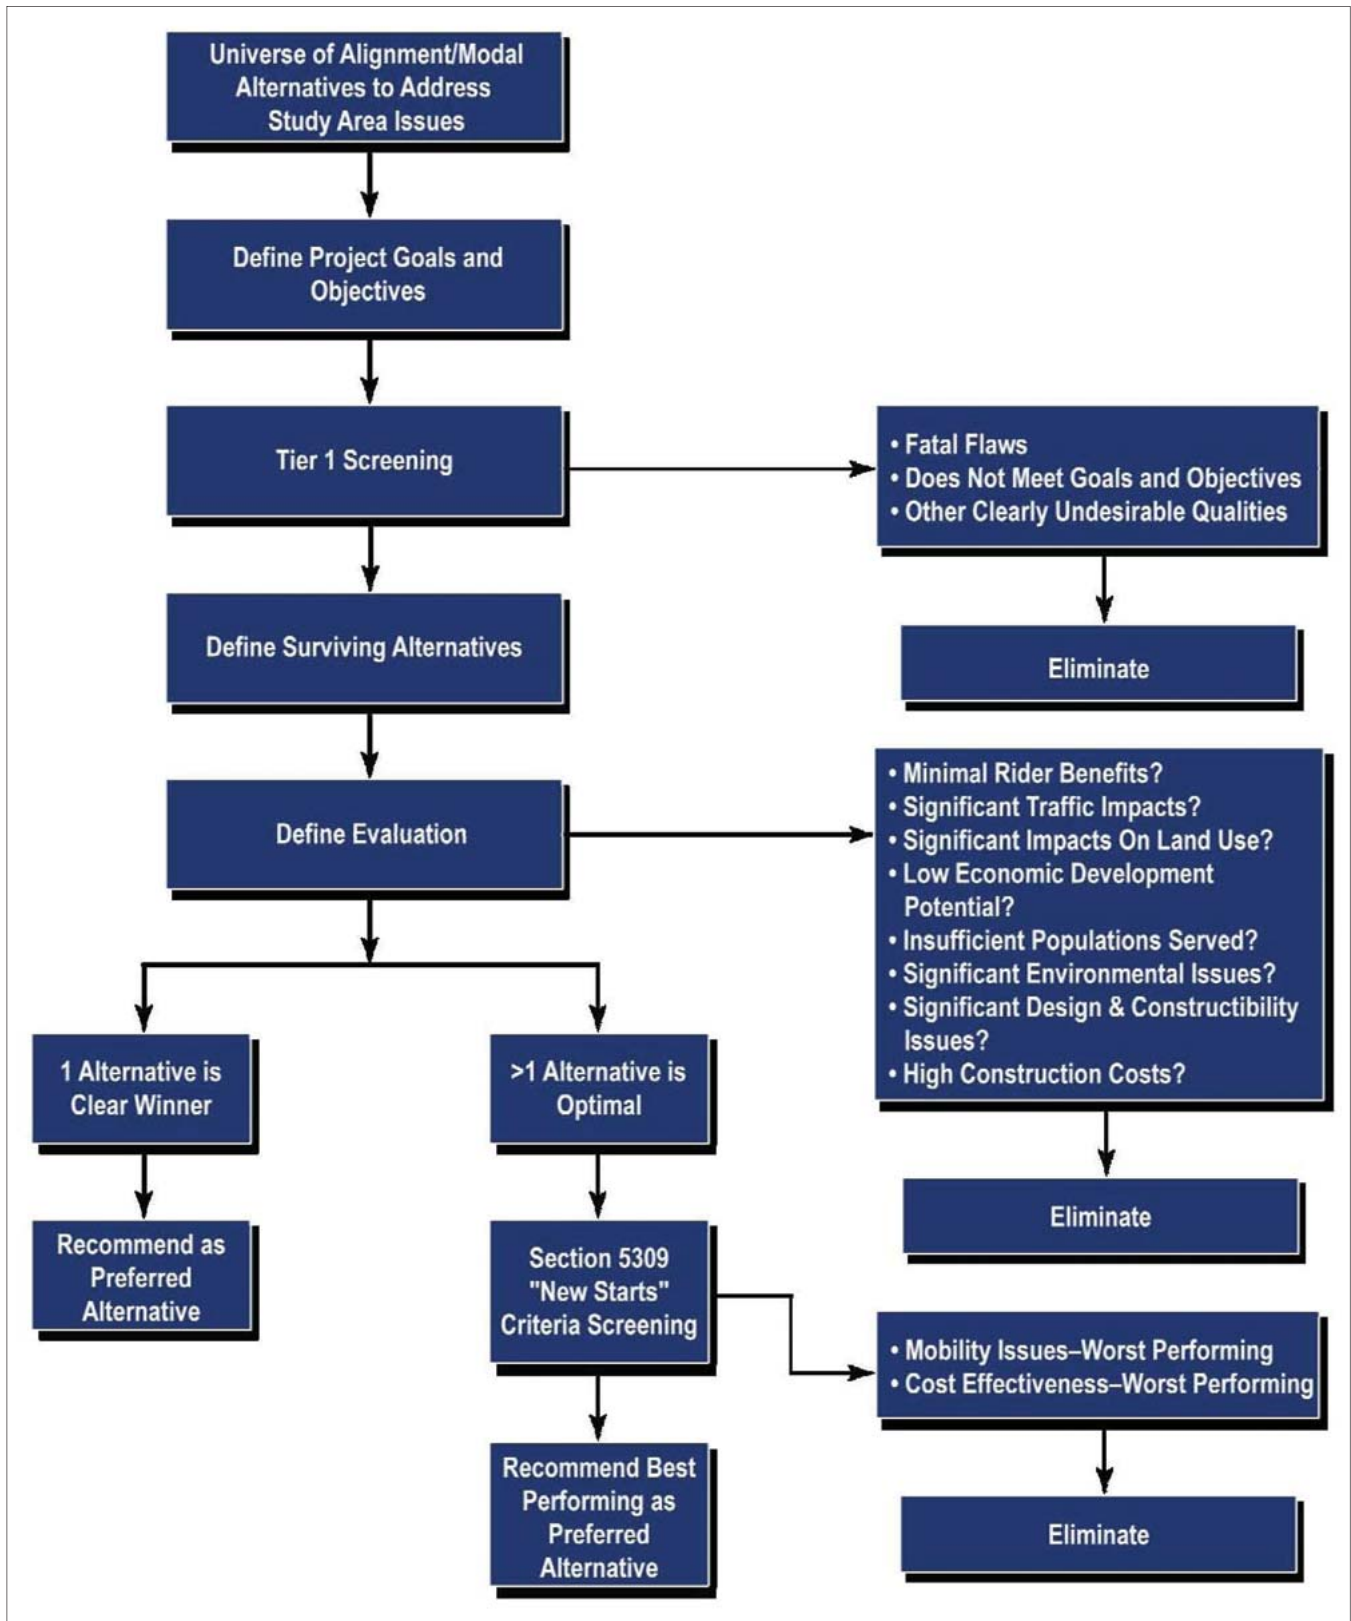 Universe of Alignment/Modal
Alternatives to Address
Study Area Issues
Define Project Goals and
Objectives
Tier 1 Screening
• Fatal Flaws
• Does Not Meet Goals and Objectives
• Other Clearly Undesirable Qualities
Eliminate
Define Surviving Alternatives
Define Evaluation
• Minimal Rider Benefits?
• Significant Traffic Impacts?
• Significant Impacts On Land Use?
• Low Economic Development
Potential?
• Insufficient Populations Served?
• Significant Environmental Issues?
• Significant Design & Constructibility
Issues?
• High Construction Costs?
Eliminate
1 Alternative is
Clear Winner
>1 Alternative is
Optimal
Recommend as
Preferred
Alternative
Section 5309
"New Starts"
Criteria Screening
• Mobility Issues–Worst Performing
• Cost Effectiveness–Worst Performing
Eliminate
Recommend Best
Performing as
Preferred
Alternative